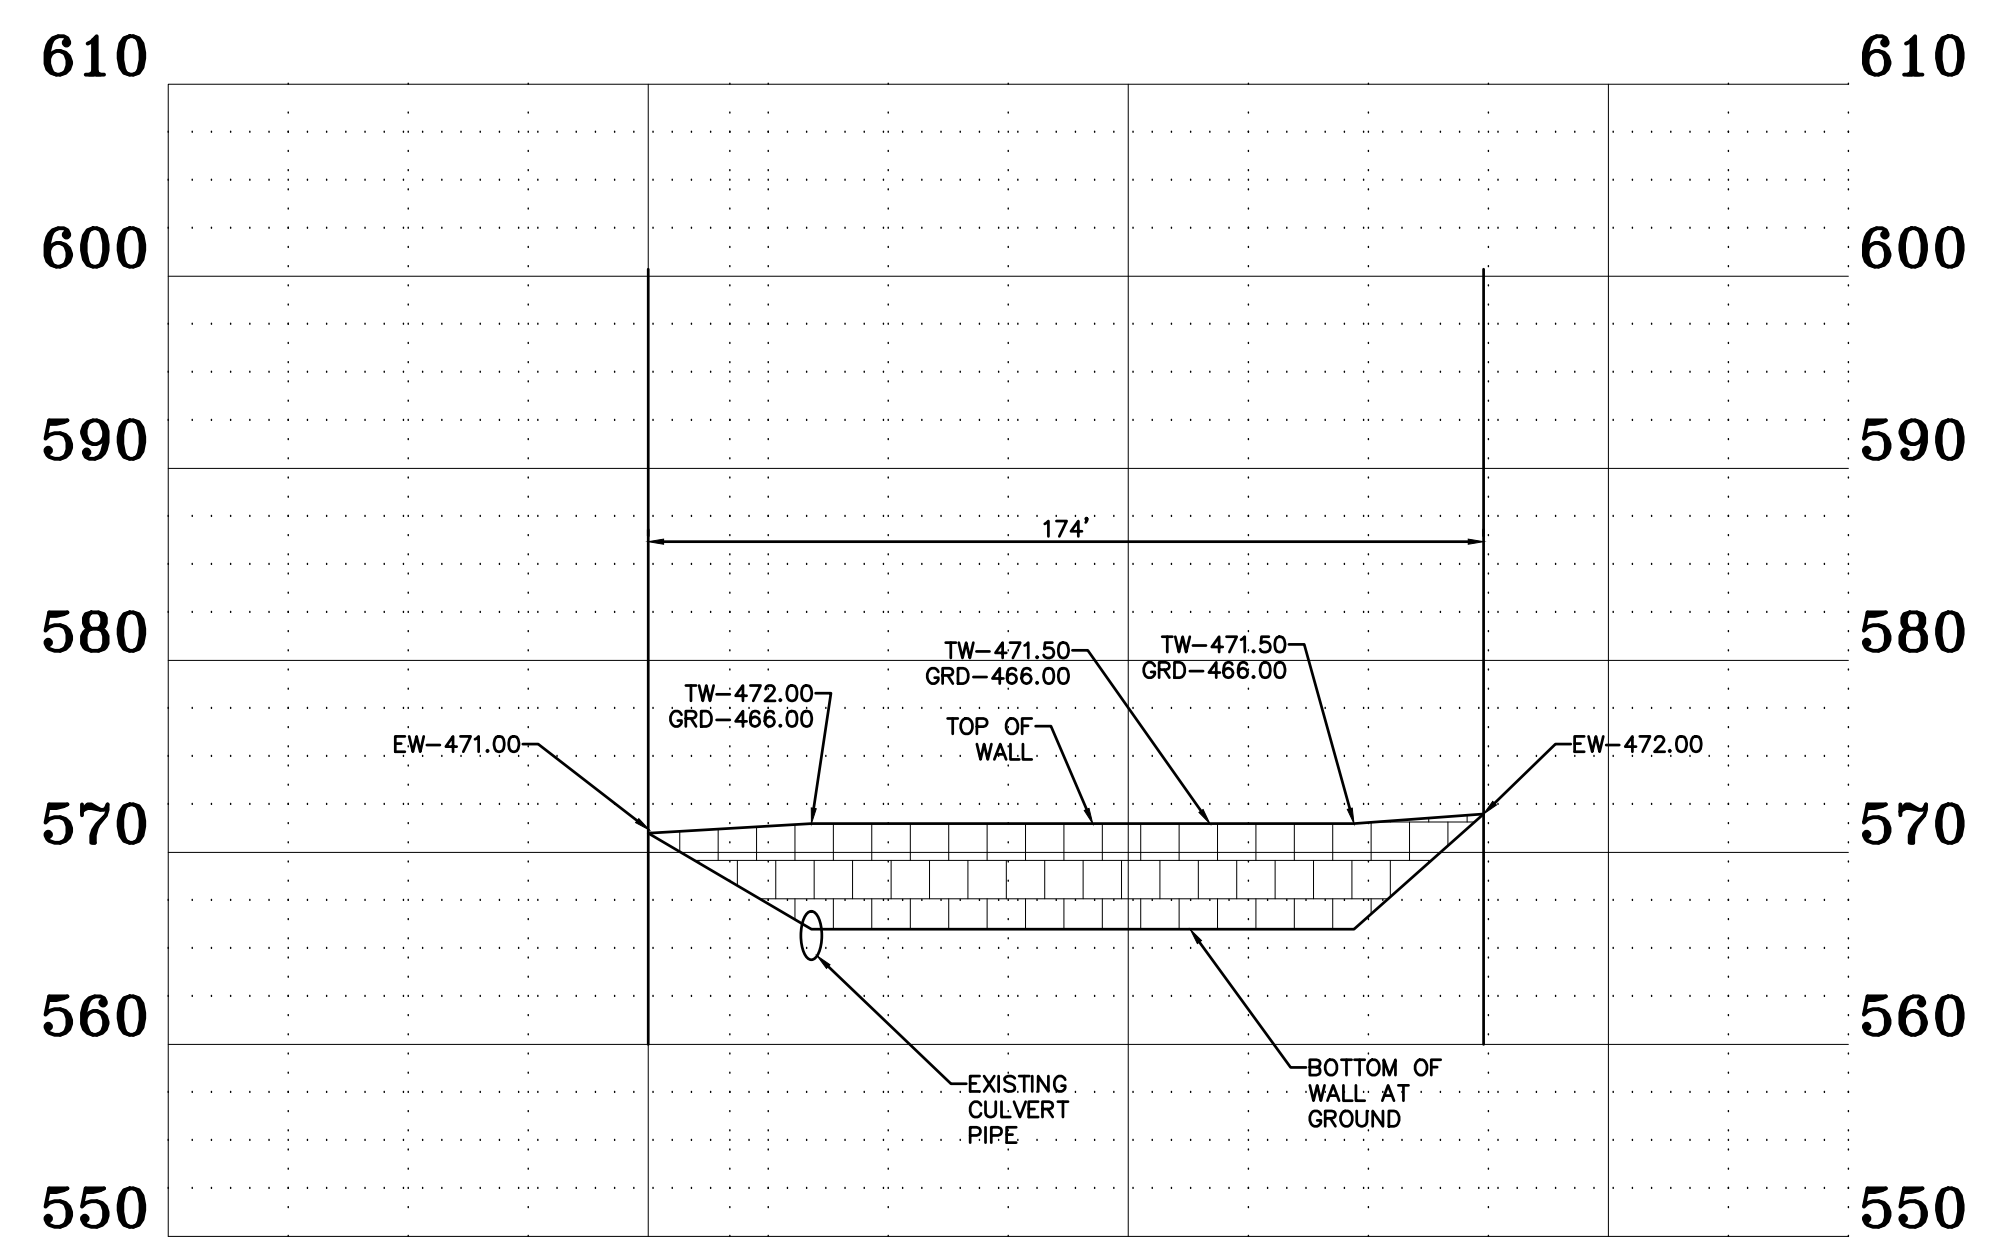 610 610
600 600
590 590
174'
580 580
TW-471.50 TW-471.50
GRD-466.00 GRD-466.00
TW-472.00
GRD-466.00
TOP OF
WALL
EW-471.00 EW-472.00
570 570
560 560
EXISTING
CULVERT
PIPE
BOTTOM OF
WALL AT
GROUND
550 550